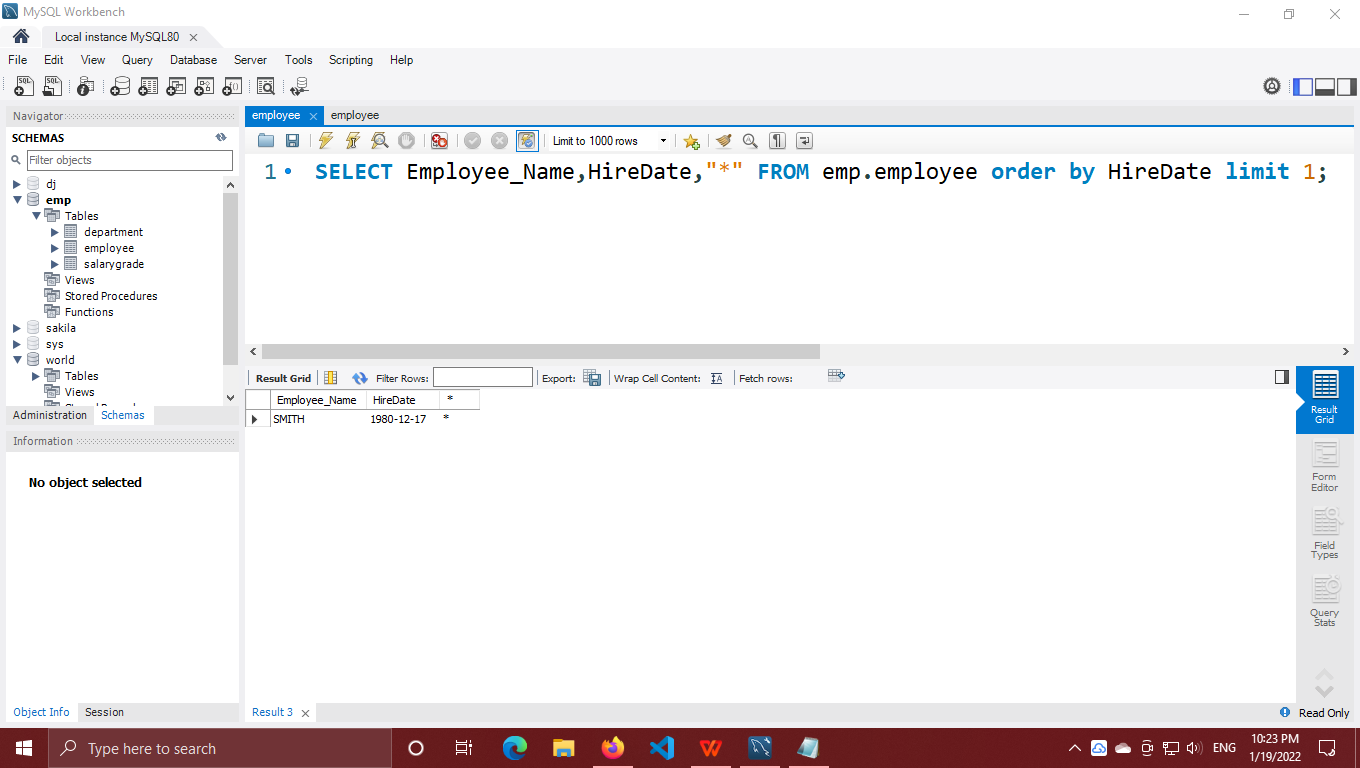 MySQL Workbench
Local instance MySQL80
File Edit View Query Database Server Tools Scripting Help
Navigator
SCHEMAS
Filter objects
dj
emp
Tables
department
employee
salarygrade
Views
Stored Procedures
Functions
sakila
sys
world
Tables
Views
Administration Schemas
Information
No object selected
Object Info Session
employee employee
Limit to 1000 rows
1 SELECT Employee_Name,HireDate,"*" FROM emp.employee order by HireDate limit 1;
Result Grid Filter Rows: Export: Wrap Cell Content: Fetch rows:
Employee_Name HireDate *
SMITH 1980-12-17 *
Result Grid
Form Editor
Field Types
Query Stats
Result 3
Read Only
Type here to search
ENG
10:23 PM
1/19/2022